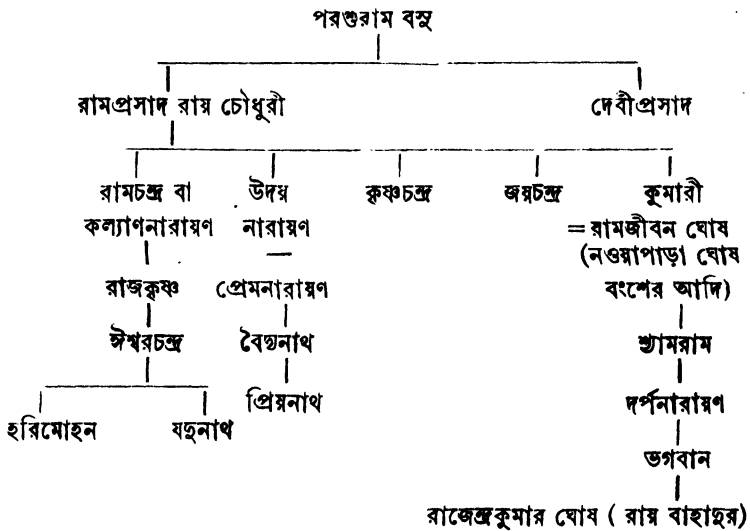 পরশুরাম বসু
রামপ্রসাদ রায় চৌধুরী দেবীপ্রসাদ
রামচন্দ্র বা উদয় কৃষ্ণচন্দ্র জয়চন্দ্র কুমারী
কল্যাণনারায়ণ নারায়ণ =রামজীবন ঘোষ
(নওয়াপাড়া ঘোষ
রাজকৃষ্ণ প্রেমনারায়ণ বংশের আদি)
ঈশ্বরচন্দ্র বৈদ্যনাথ শ্যামরাম
প্রিয়নাথ দর্পনারায়ণ
হরিমোহন যদুনাথ
ভগবান
রাজেন্দ্রকুমার ঘোষ ( রায় বাহাদুর)